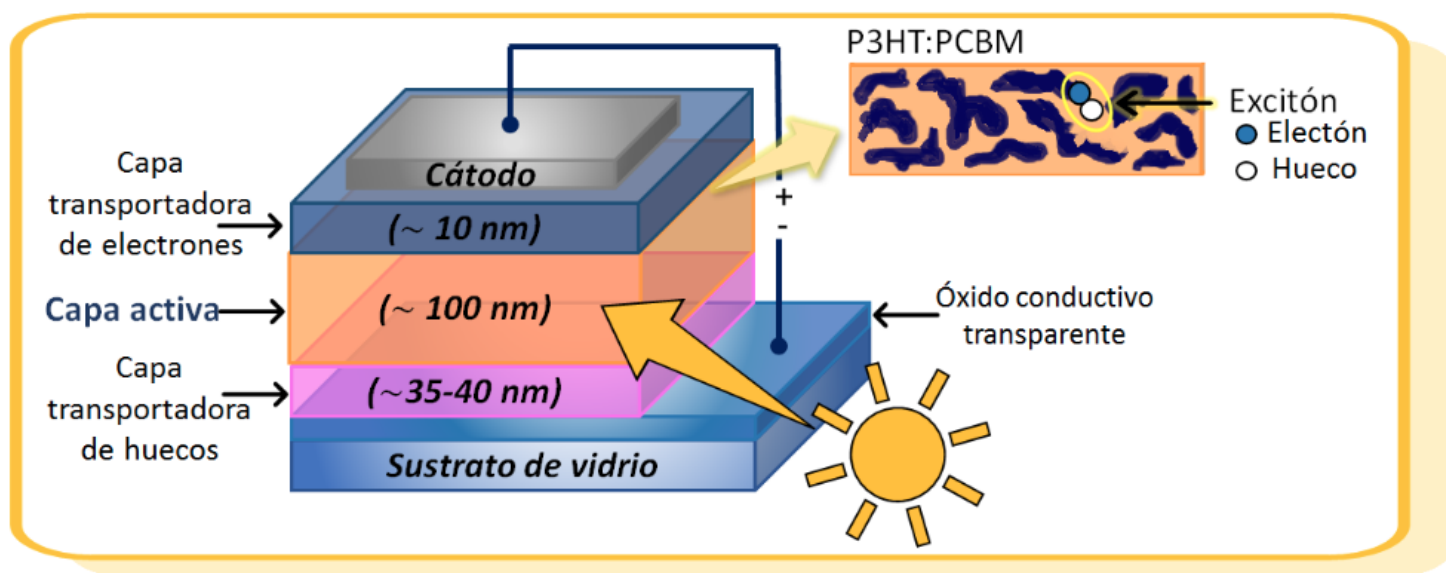 P3HT:PCBM
Excitón
Electón
Hueco
Capa
transportadora
de electrones
Cátodo
(~ 10 nm)
+
-
Capa activa
(~ 100 nm)
Óxido conductivo
transparente
Capa
transportadora
de huecos
(~35-40 nm)
Sustrato de vidrio